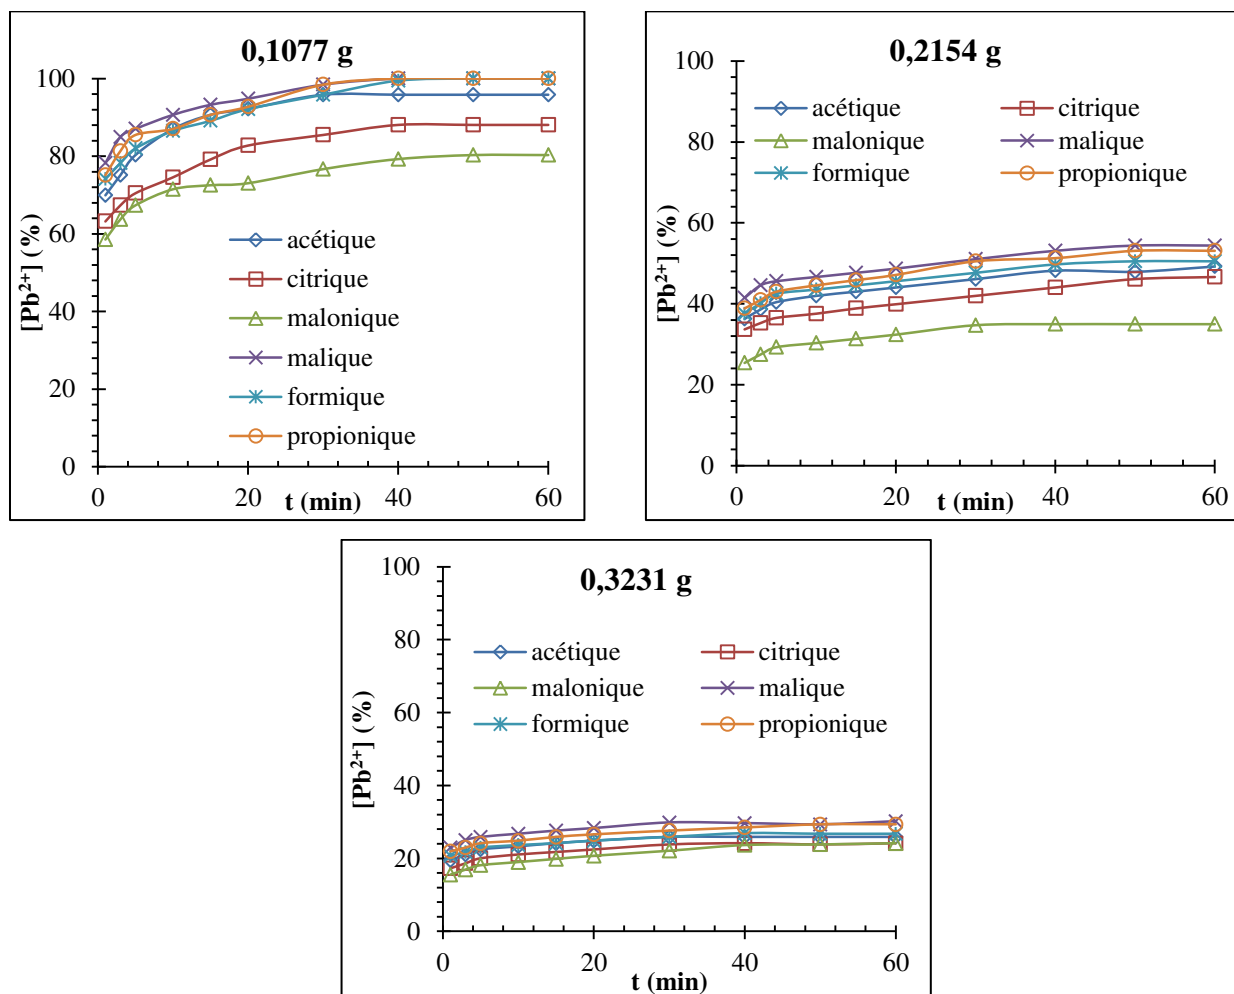 0,1077 g
[Pb²⁺] (%)
100
80
60
40
20
0
acétique
citrique
malonique
malique
formique
propionique
0 20 40 60
t (min)
0,2154 g
[Pb²⁺] (%)
100
80
60
40
20
0
acétique citrique
malonique malique
formique propionique
0 20 40 60
t (min)
0,3231 g
[Pb²⁺] (%)
100
80
60
40
20
0
acétique citrique
malonique malique
formique propionique
0 20 40 60
t (min)